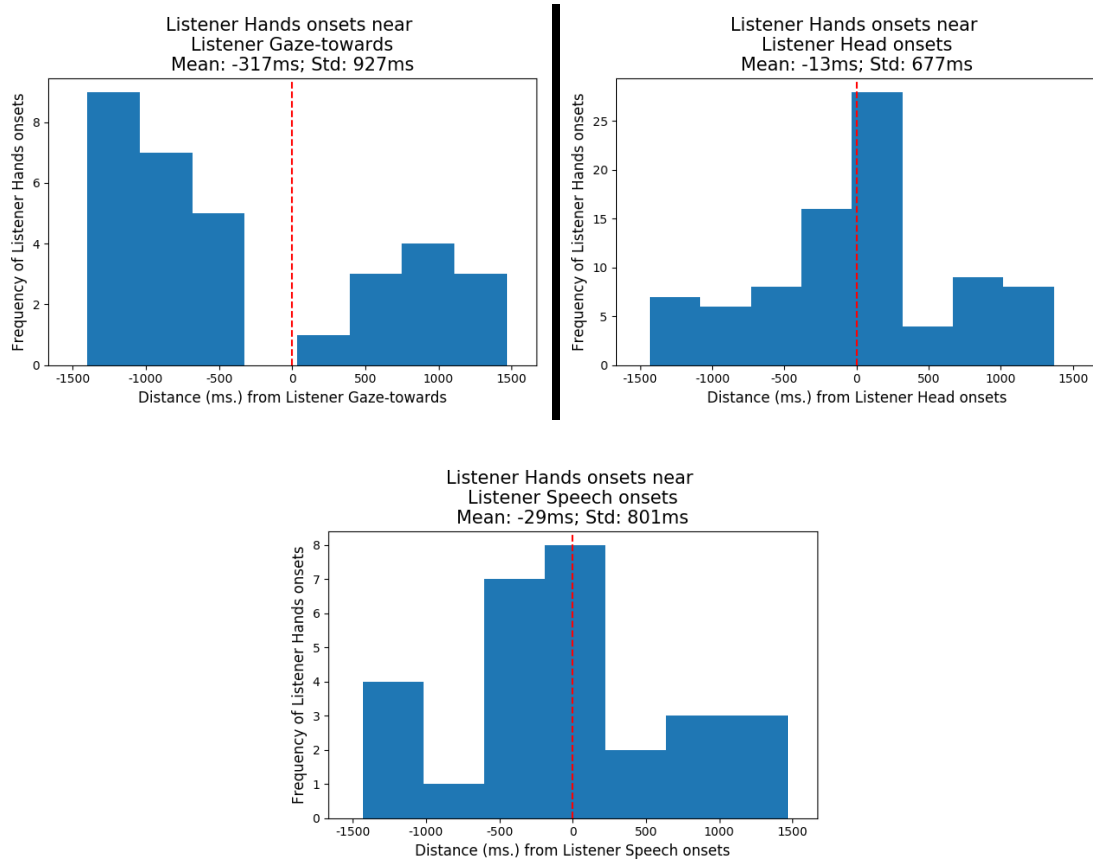 Listener Hands onsets near
Listener Gaze-towards
Mean: -317ms; Std: 927ms
Frequency of Listener Hands onsets
8
6
4
2
0
-1500 -1000 -500 0 500 1000 1500
Distance (ms.) from Listener Gaze-towards
Listener Hands onsets near
Listener Head onsets
Mean: -13ms; Std: 677ms
Frequency of Listener Hands onsets
25
20
15
10
5
0
-1500 -1000 -500 0 500 1000 1500
Distance (ms.) from Listener Head onsets
Listener Hands onsets near
Listener Speech onsets
Mean: -29ms; Std: 801ms
Frequency of Listener Hands onsets
8
7
6
5
4
3
2
1
0
-1500 -1000 -500 0 500 1000 1500
Distance (ms.) from Listener Speech onsets